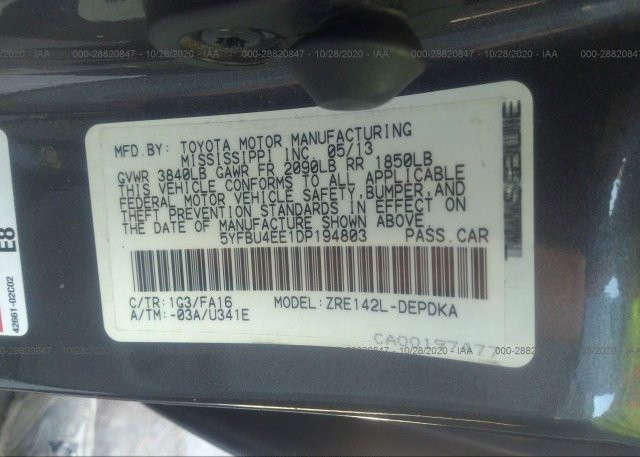 000-28820847 - 10/28/2020 - IAA
MFD.BY: TOYOTA MOTOR MANUFACTURING
MISSISSIPPI INC. 05/13
GVWR 3840LB GAWR FR 2090LB RR 1850LB
THIS VEHICLE CONFORMS TO ALL APPLICABLE
FEDERAL MOTOR VEHICLE SAFETY, BUMPER, AND
THEFT PREVENTION STANDARDS IN EFFECT ON
THE DATE OF MANUFACTURE SHOWN ABOVE.
5YFBU4EE1DP194803 PASS.CAR
C/TR:1G3/FA16 MODEL:ZRE142L-DEPDKA
A/TM:-03A/U341E
CA00197477
E8
42661-02C02